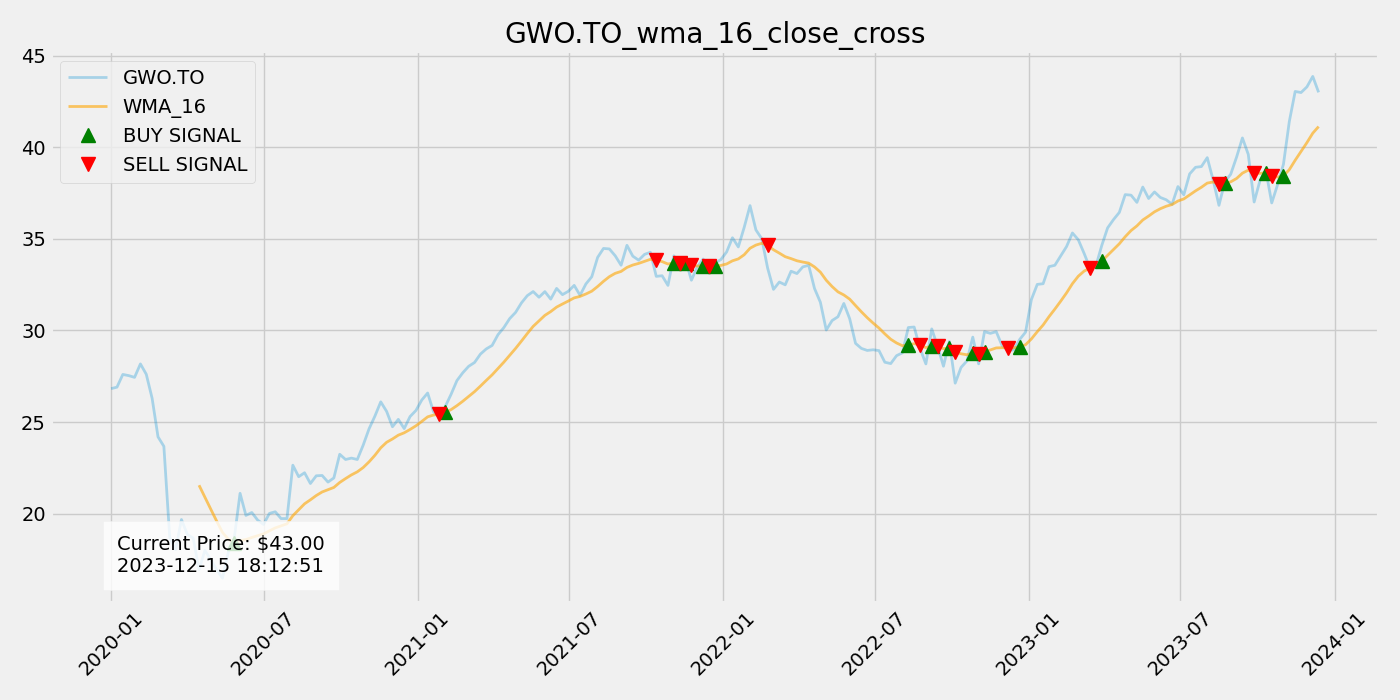 GWO.TO_wma_16_close_cross
45
40
35
30
25
20
GWO.TO
WMA_16
BUY SIGNAL
SELL SIGNAL
Current Price: $43.00
2023-12-15 18:12:51
2020-01
2020-07
2021-01
2021-07
2022-01
2022-07
2023-01
2023-07
2024-01